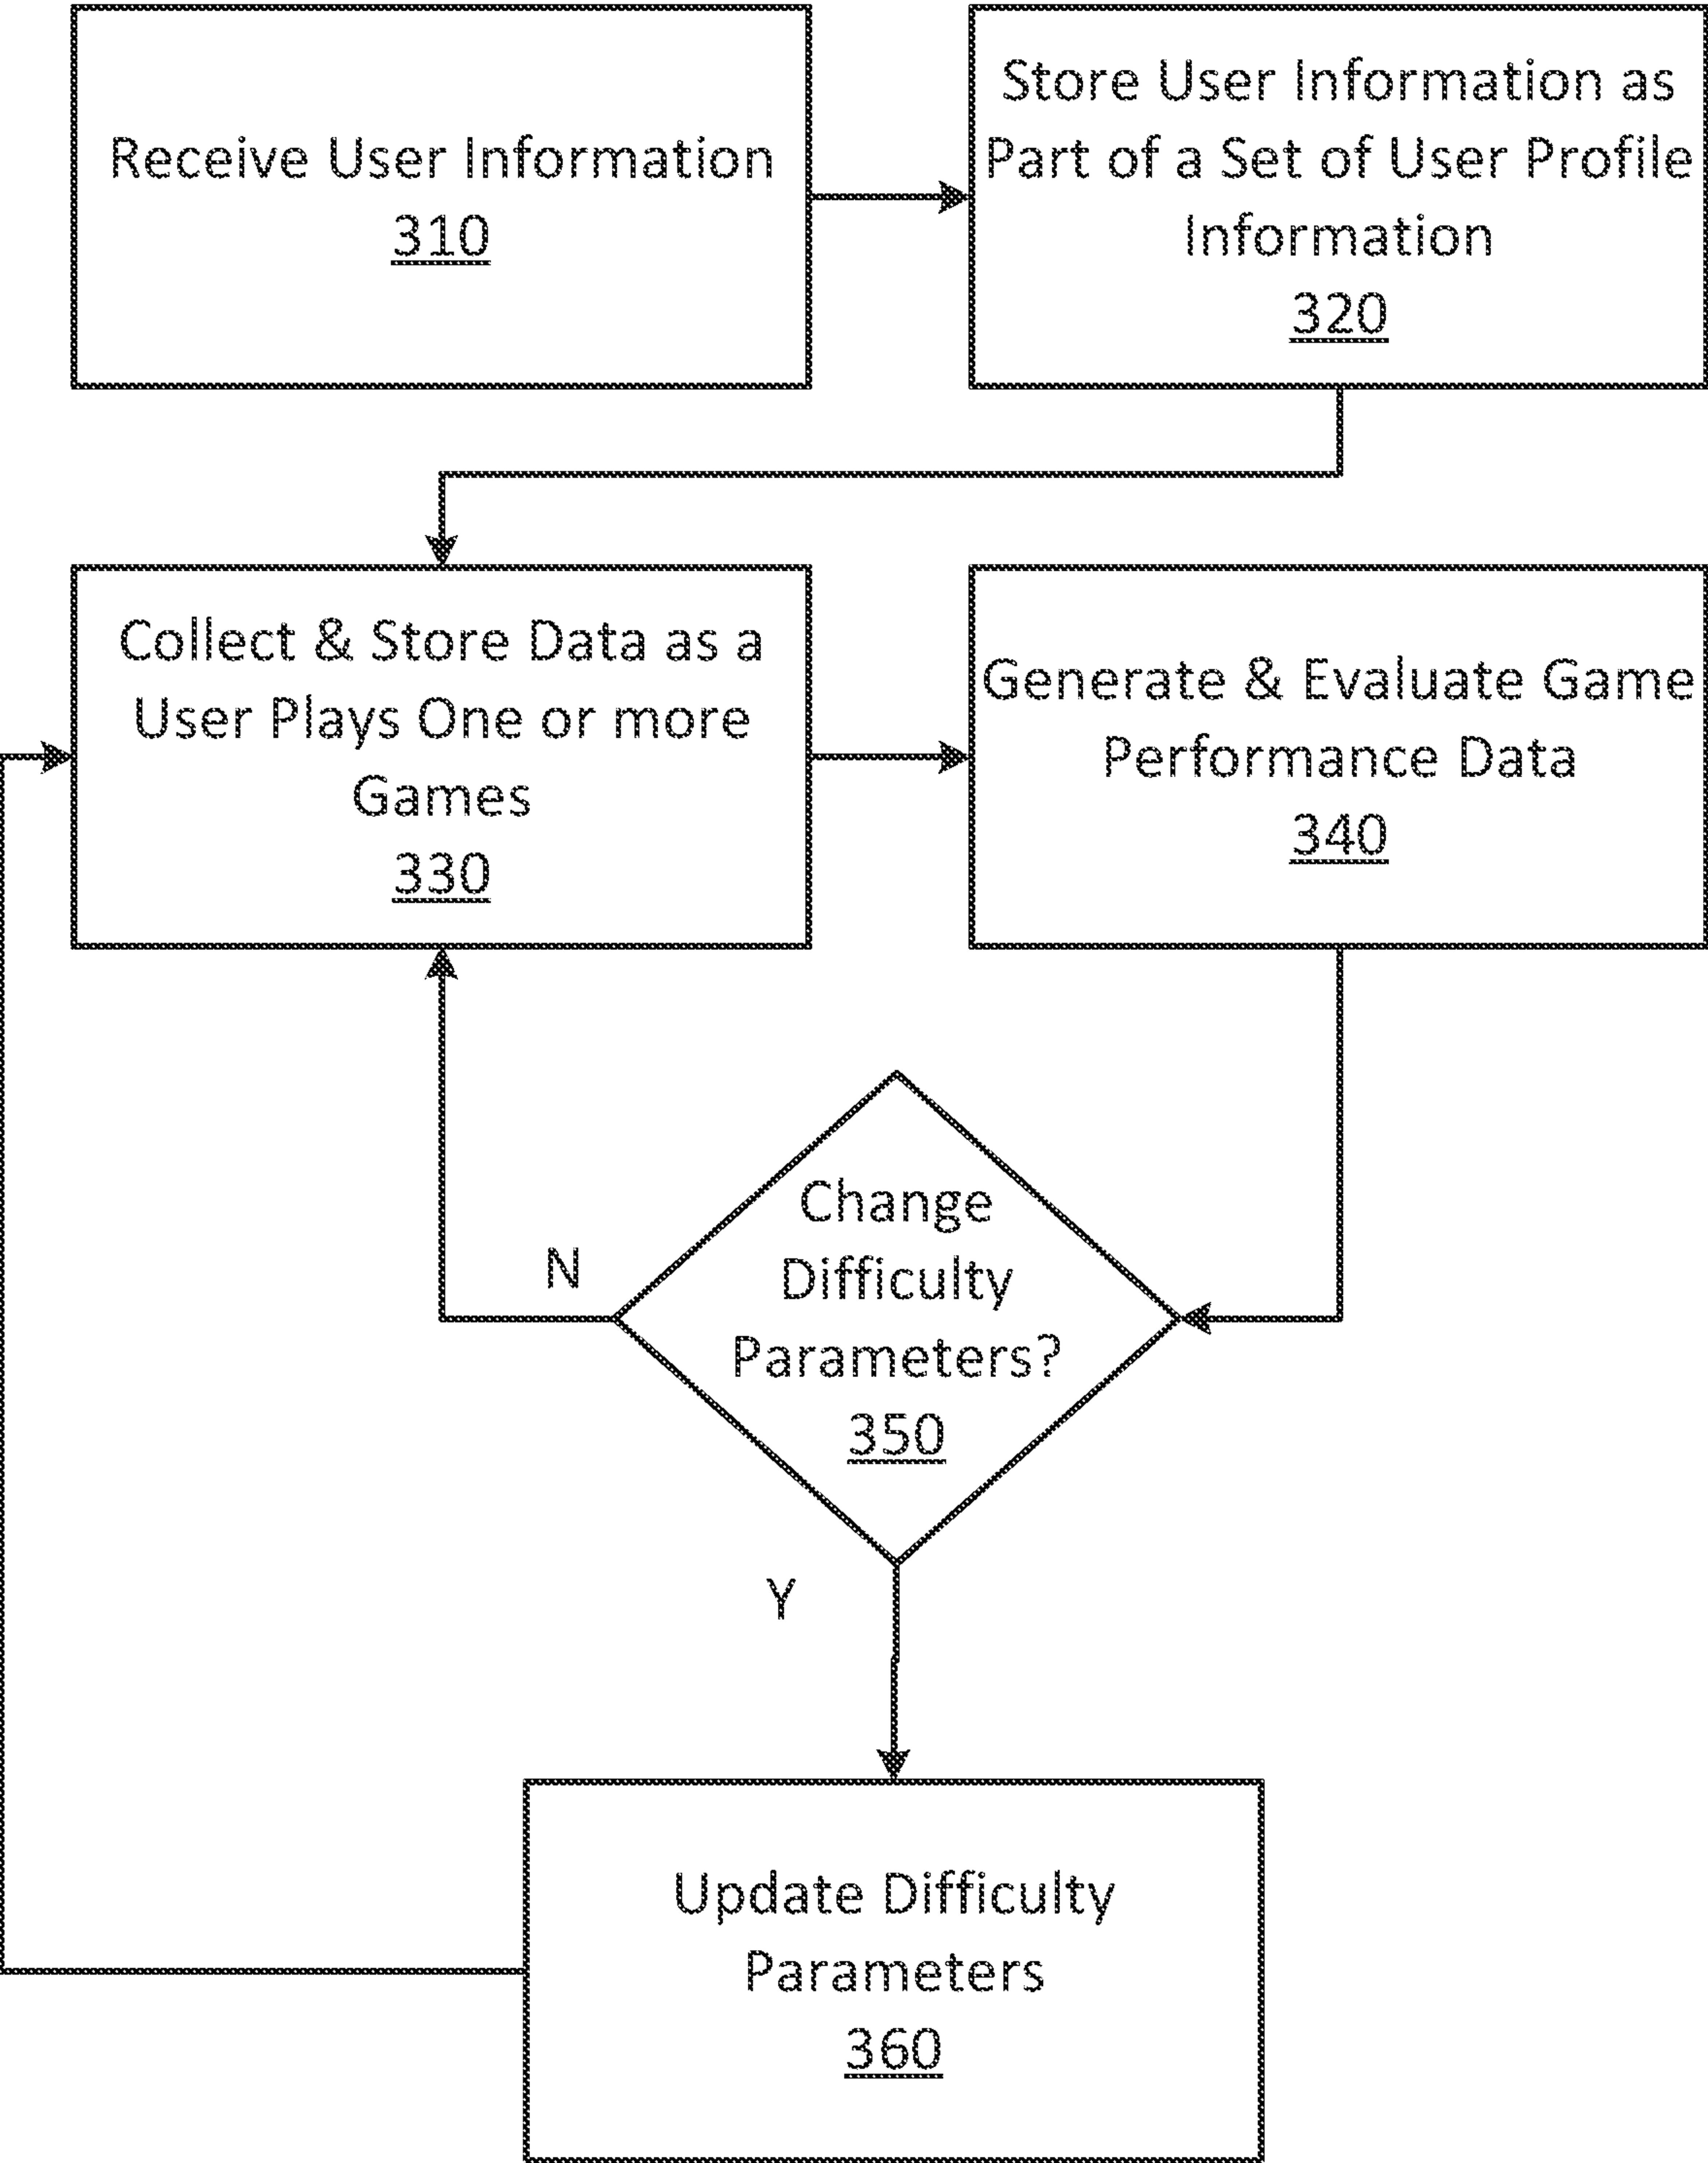 Receive User Information
310
Store User Information as
Part of a Set of User Profile
Information
320
Collect & Store Data as a
User Plays One or more
Games
330
Generate & Evaluate Game
Performance Data
340
Change
Difficulty
Parameters?
350
N
Y
Update Difficulty
Parameters
360